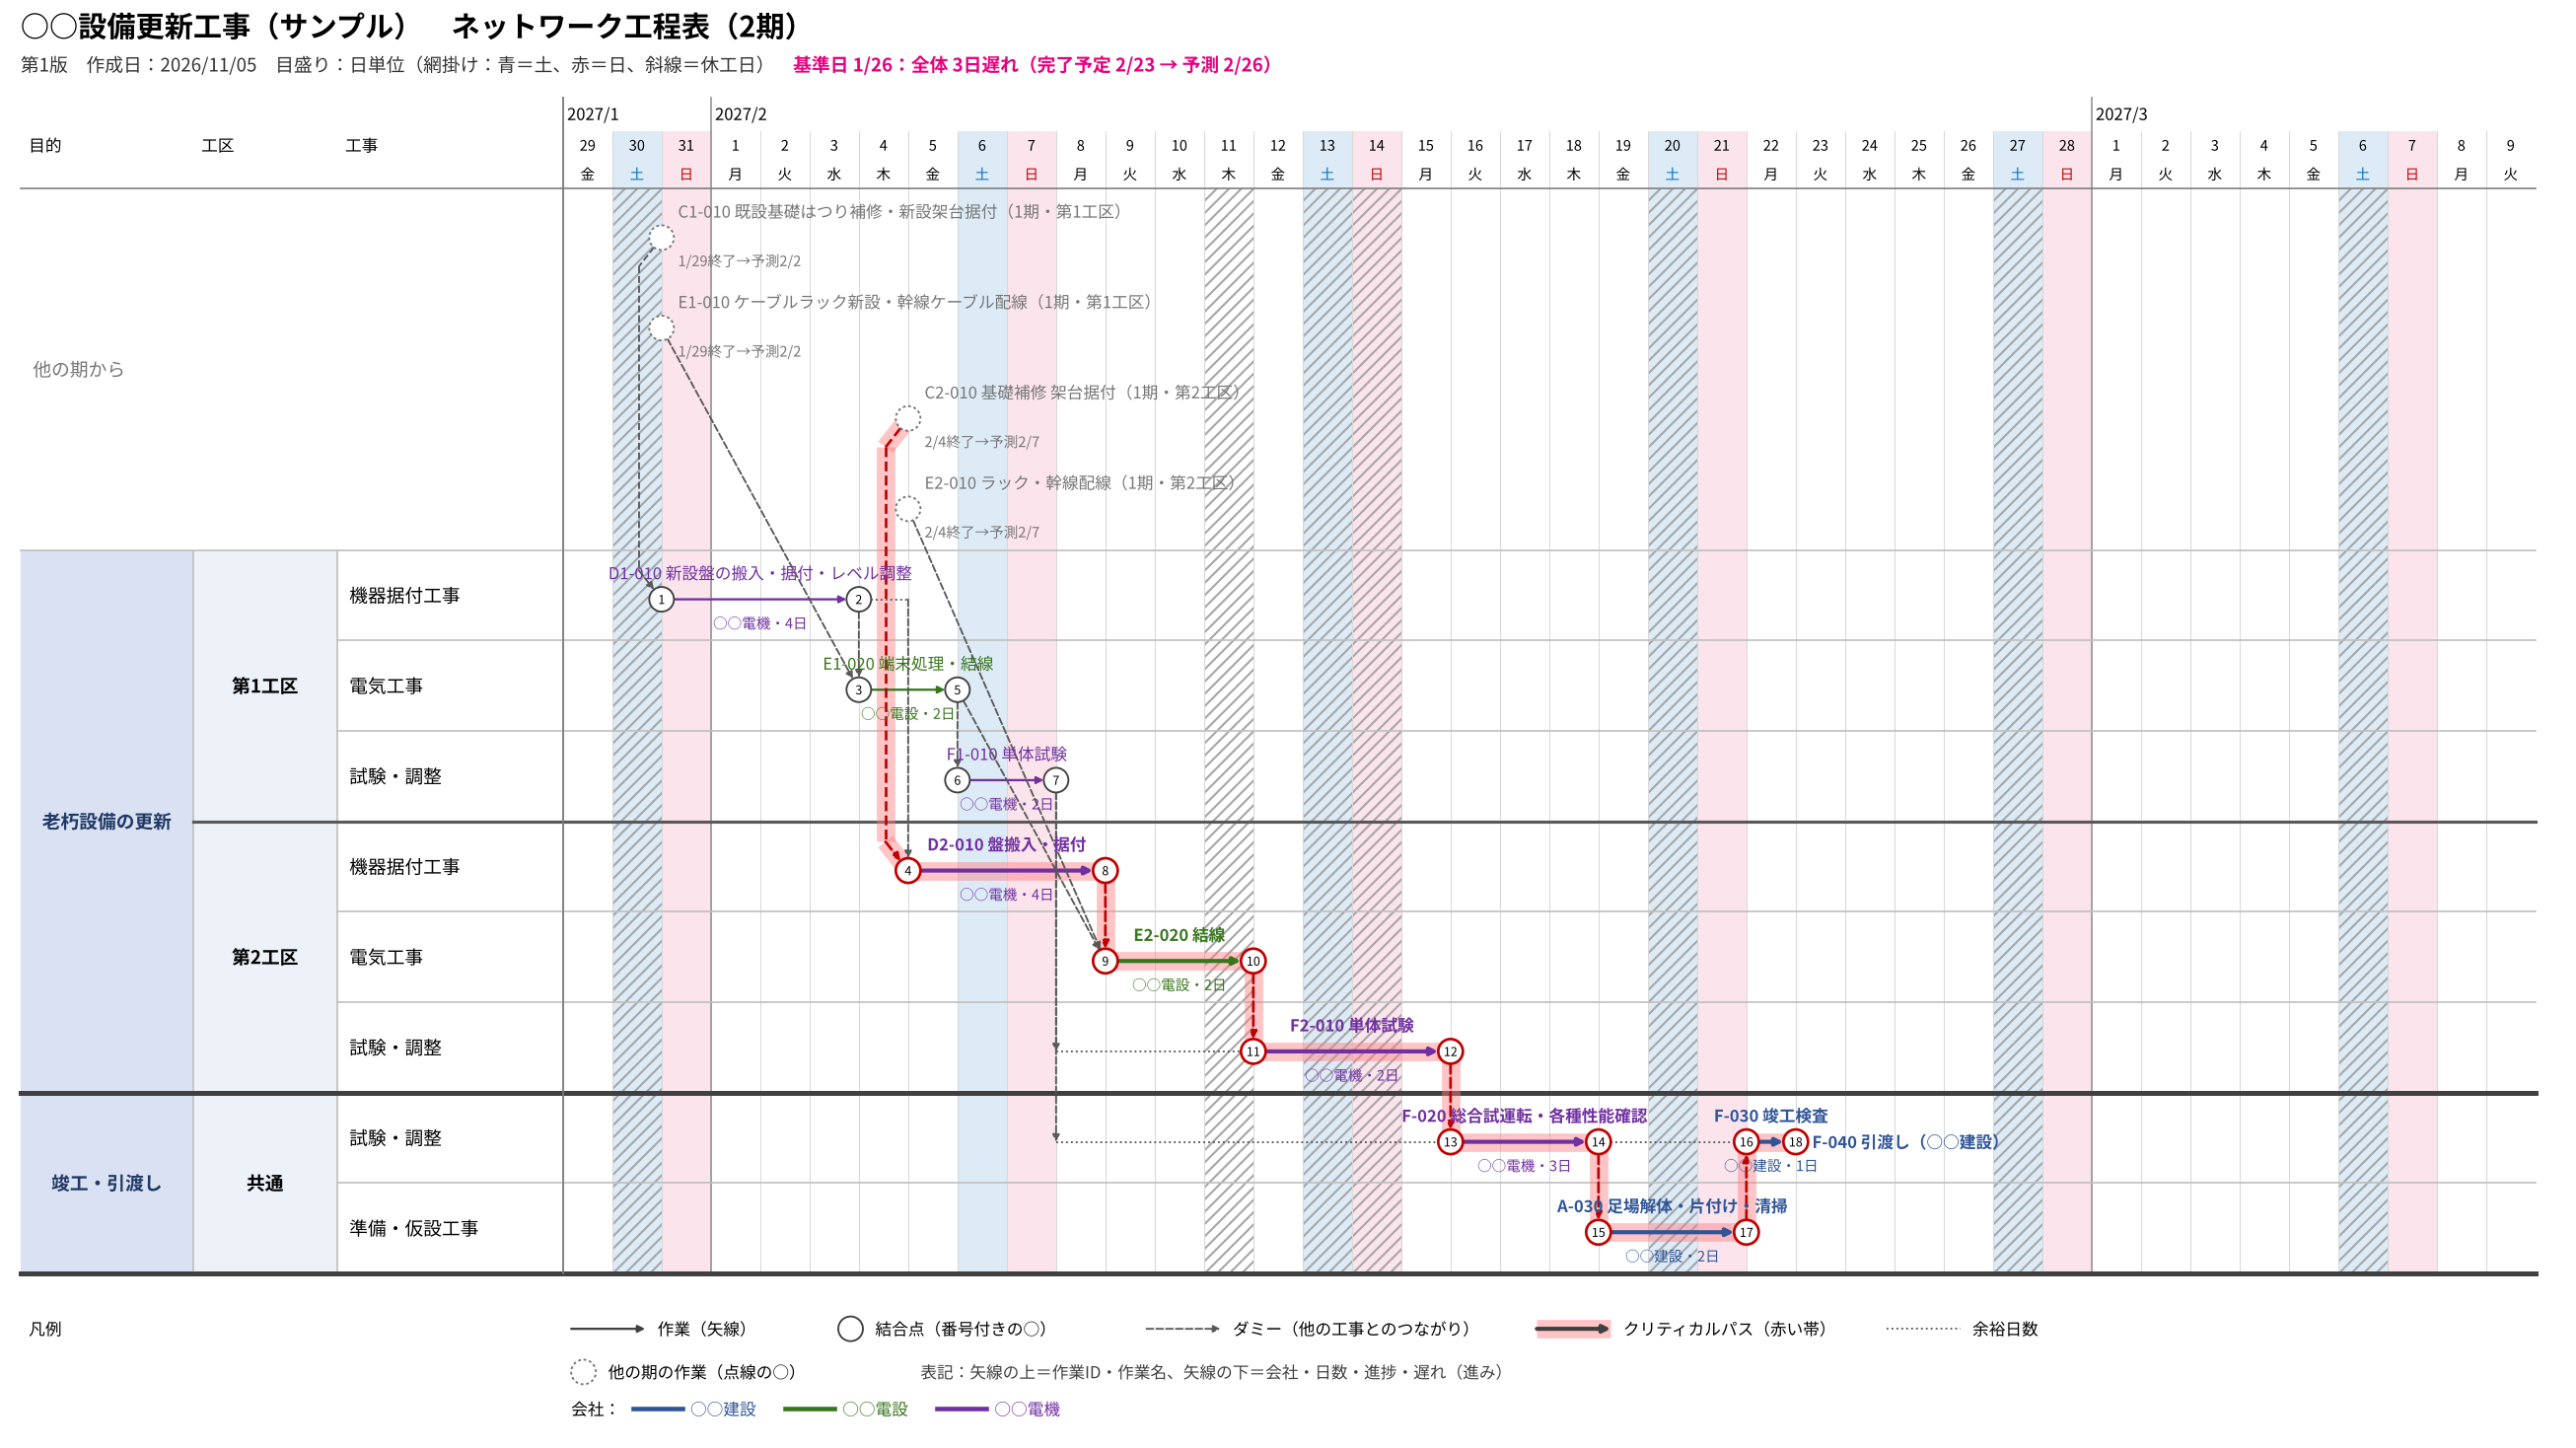 ○○設備更新工事（サンプル）　ネットワーク工程表（2期）
第1版　作成日：2026/11/05　目盛り：日単位（網掛け：青＝土、赤＝日、斜線＝休工日）　基準日 1/26：全体 3日遅れ（完了予定 2/23 → 予測 2/26）
2027/1 2027/2 2027/3
目的 工区 工事 29 30 31 1 2 3 4 5 6 7 8 9 10 11 12 13 14 15 16 17 18 19 20 21 22 23 24 25 26 27 28 1 2 3 4 5 6 7 8 9
金 土 日 月 火 水 木 金 土 日 月 火 水 木 金 土 日 月 火 水 木 金 土 日 月 火 水 木 金 土 日 月 火 水 木 金 土 日 月 火
C1-010 既設基礎はつり補修・新設架台据付（1期・第1工区）
1/29終了→予測2/2
E1-010 ケーブルラック新設・幹線ケーブル配線（1期・第1工区）
1/29終了→予測2/2
他の期から
C2-010 基礎補修 架台据付（1期・第2工区）
2/4終了→予測2/7
E2-010 ラック・幹線配線（1期・第2工区）
2/4終了→予測2/7
D1-010 新設盤の搬入・据付・レベル調整
機器据付工事 1 2
○○電機・4日
E1-020 端末処理・結線
第1工区 電気工事 3 5
○○電設・2日
F1-010 単体試験
試験・調整 6 7
○○電機・2日
老朽設備の更新
D2-010 盤搬入・据付
機器据付工事 4 8
○○電機・4日
E2-020 結線
第2工区 電気工事 9 10
○○電設・2日
F2-010 単体試験
試験・調整 11 12
○○電機・2日
F-020 総合試運転・各種性能確認 F-030 竣工検査
試験・調整 13 14 16 18 F-040 引渡し（○○建設）
○○電機・3日 ○○建設・1日
竣工・引渡し 共通
A-030 足場解体・片付け・清掃
準備・仮設工事 15 17
○○建設・2日
凡例 作業（矢線） 結合点（番号付きの○） ダミー（他の工事とのつながり） クリティカルパス（赤い帯） 余裕日数
他の期の作業（点線の○） 表記：矢線の上＝作業ID・作業名、矢線の下＝会社・日数・進捗・遅れ（進み）
会社： ○○建設 ○○電設 ○○電機